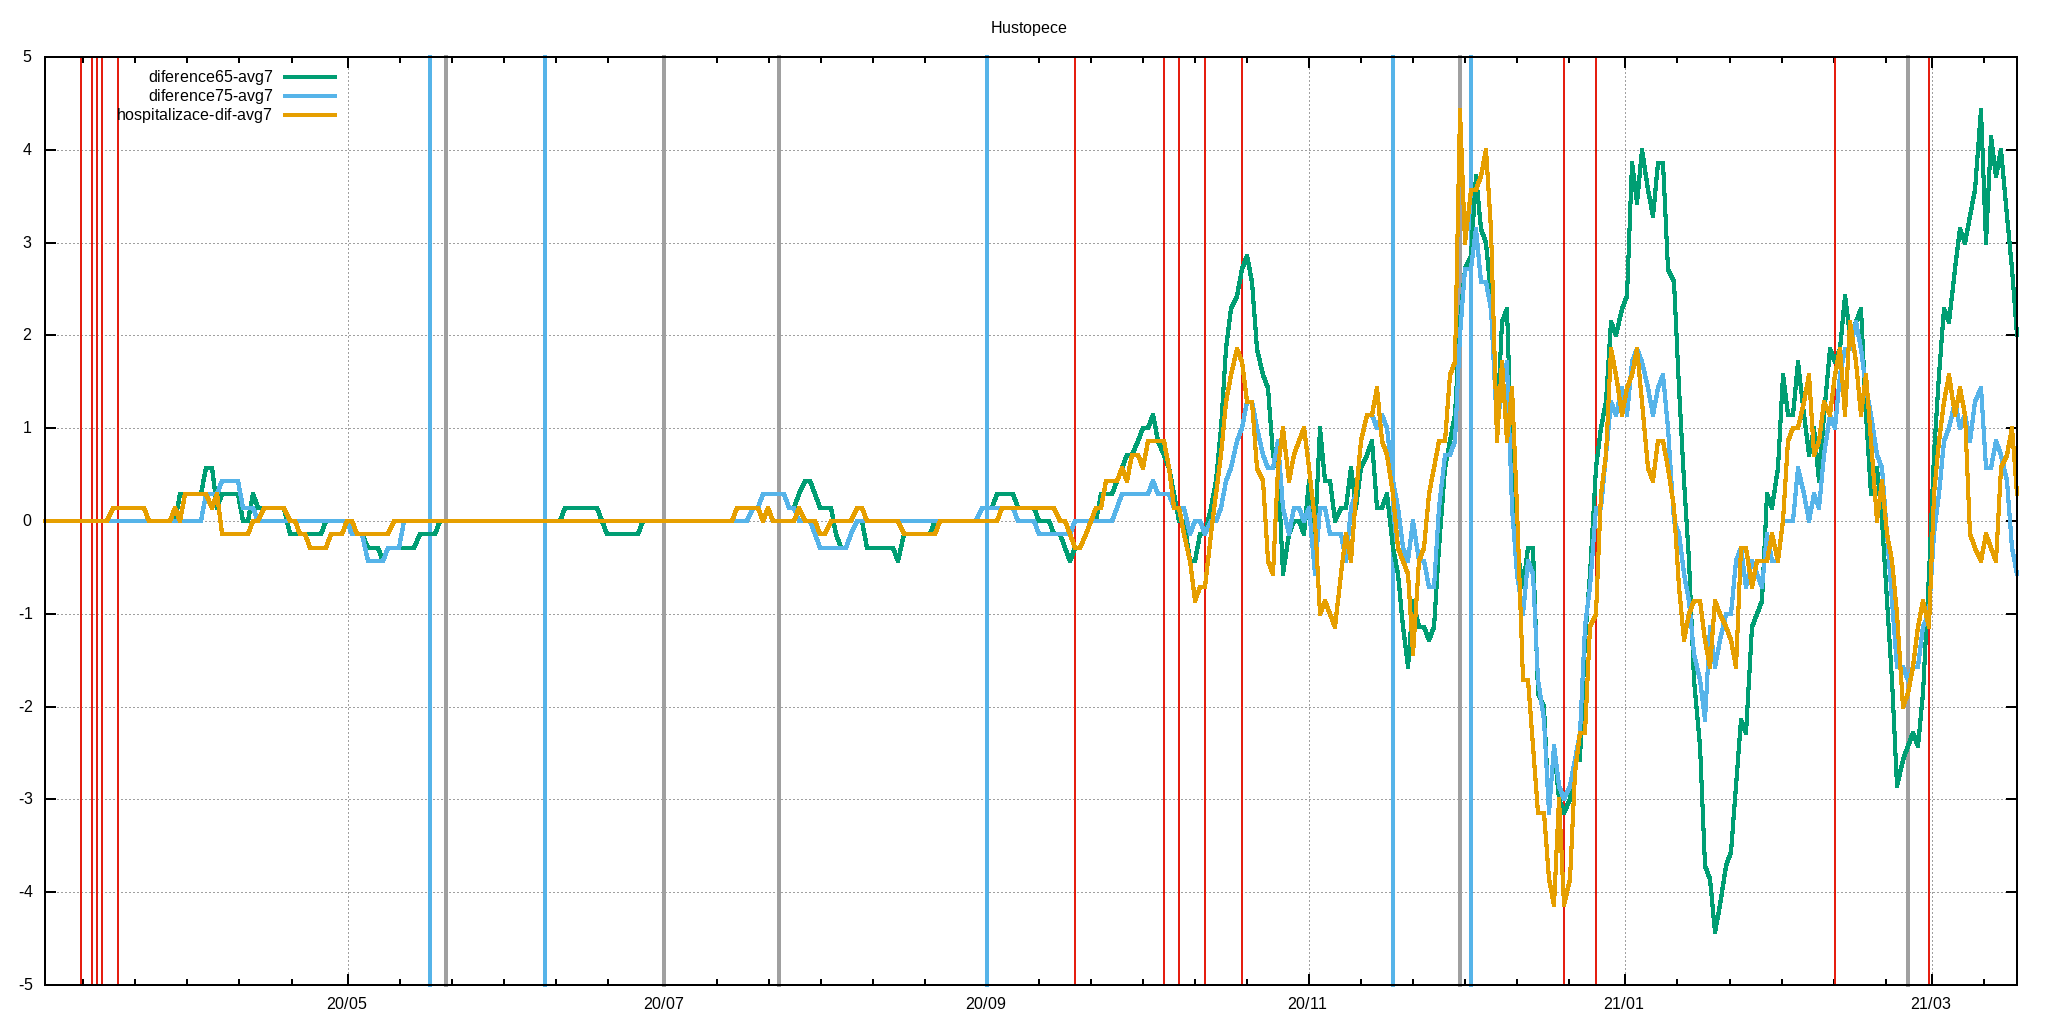 Hustopece
diference65-avg7
diference75-avg7
hospitalizace-dif-avg7
5
4
3
2
1
0
-1
-2
-3
-4
-5
20/05 20/07 20/09 20/11 21/01 21/03